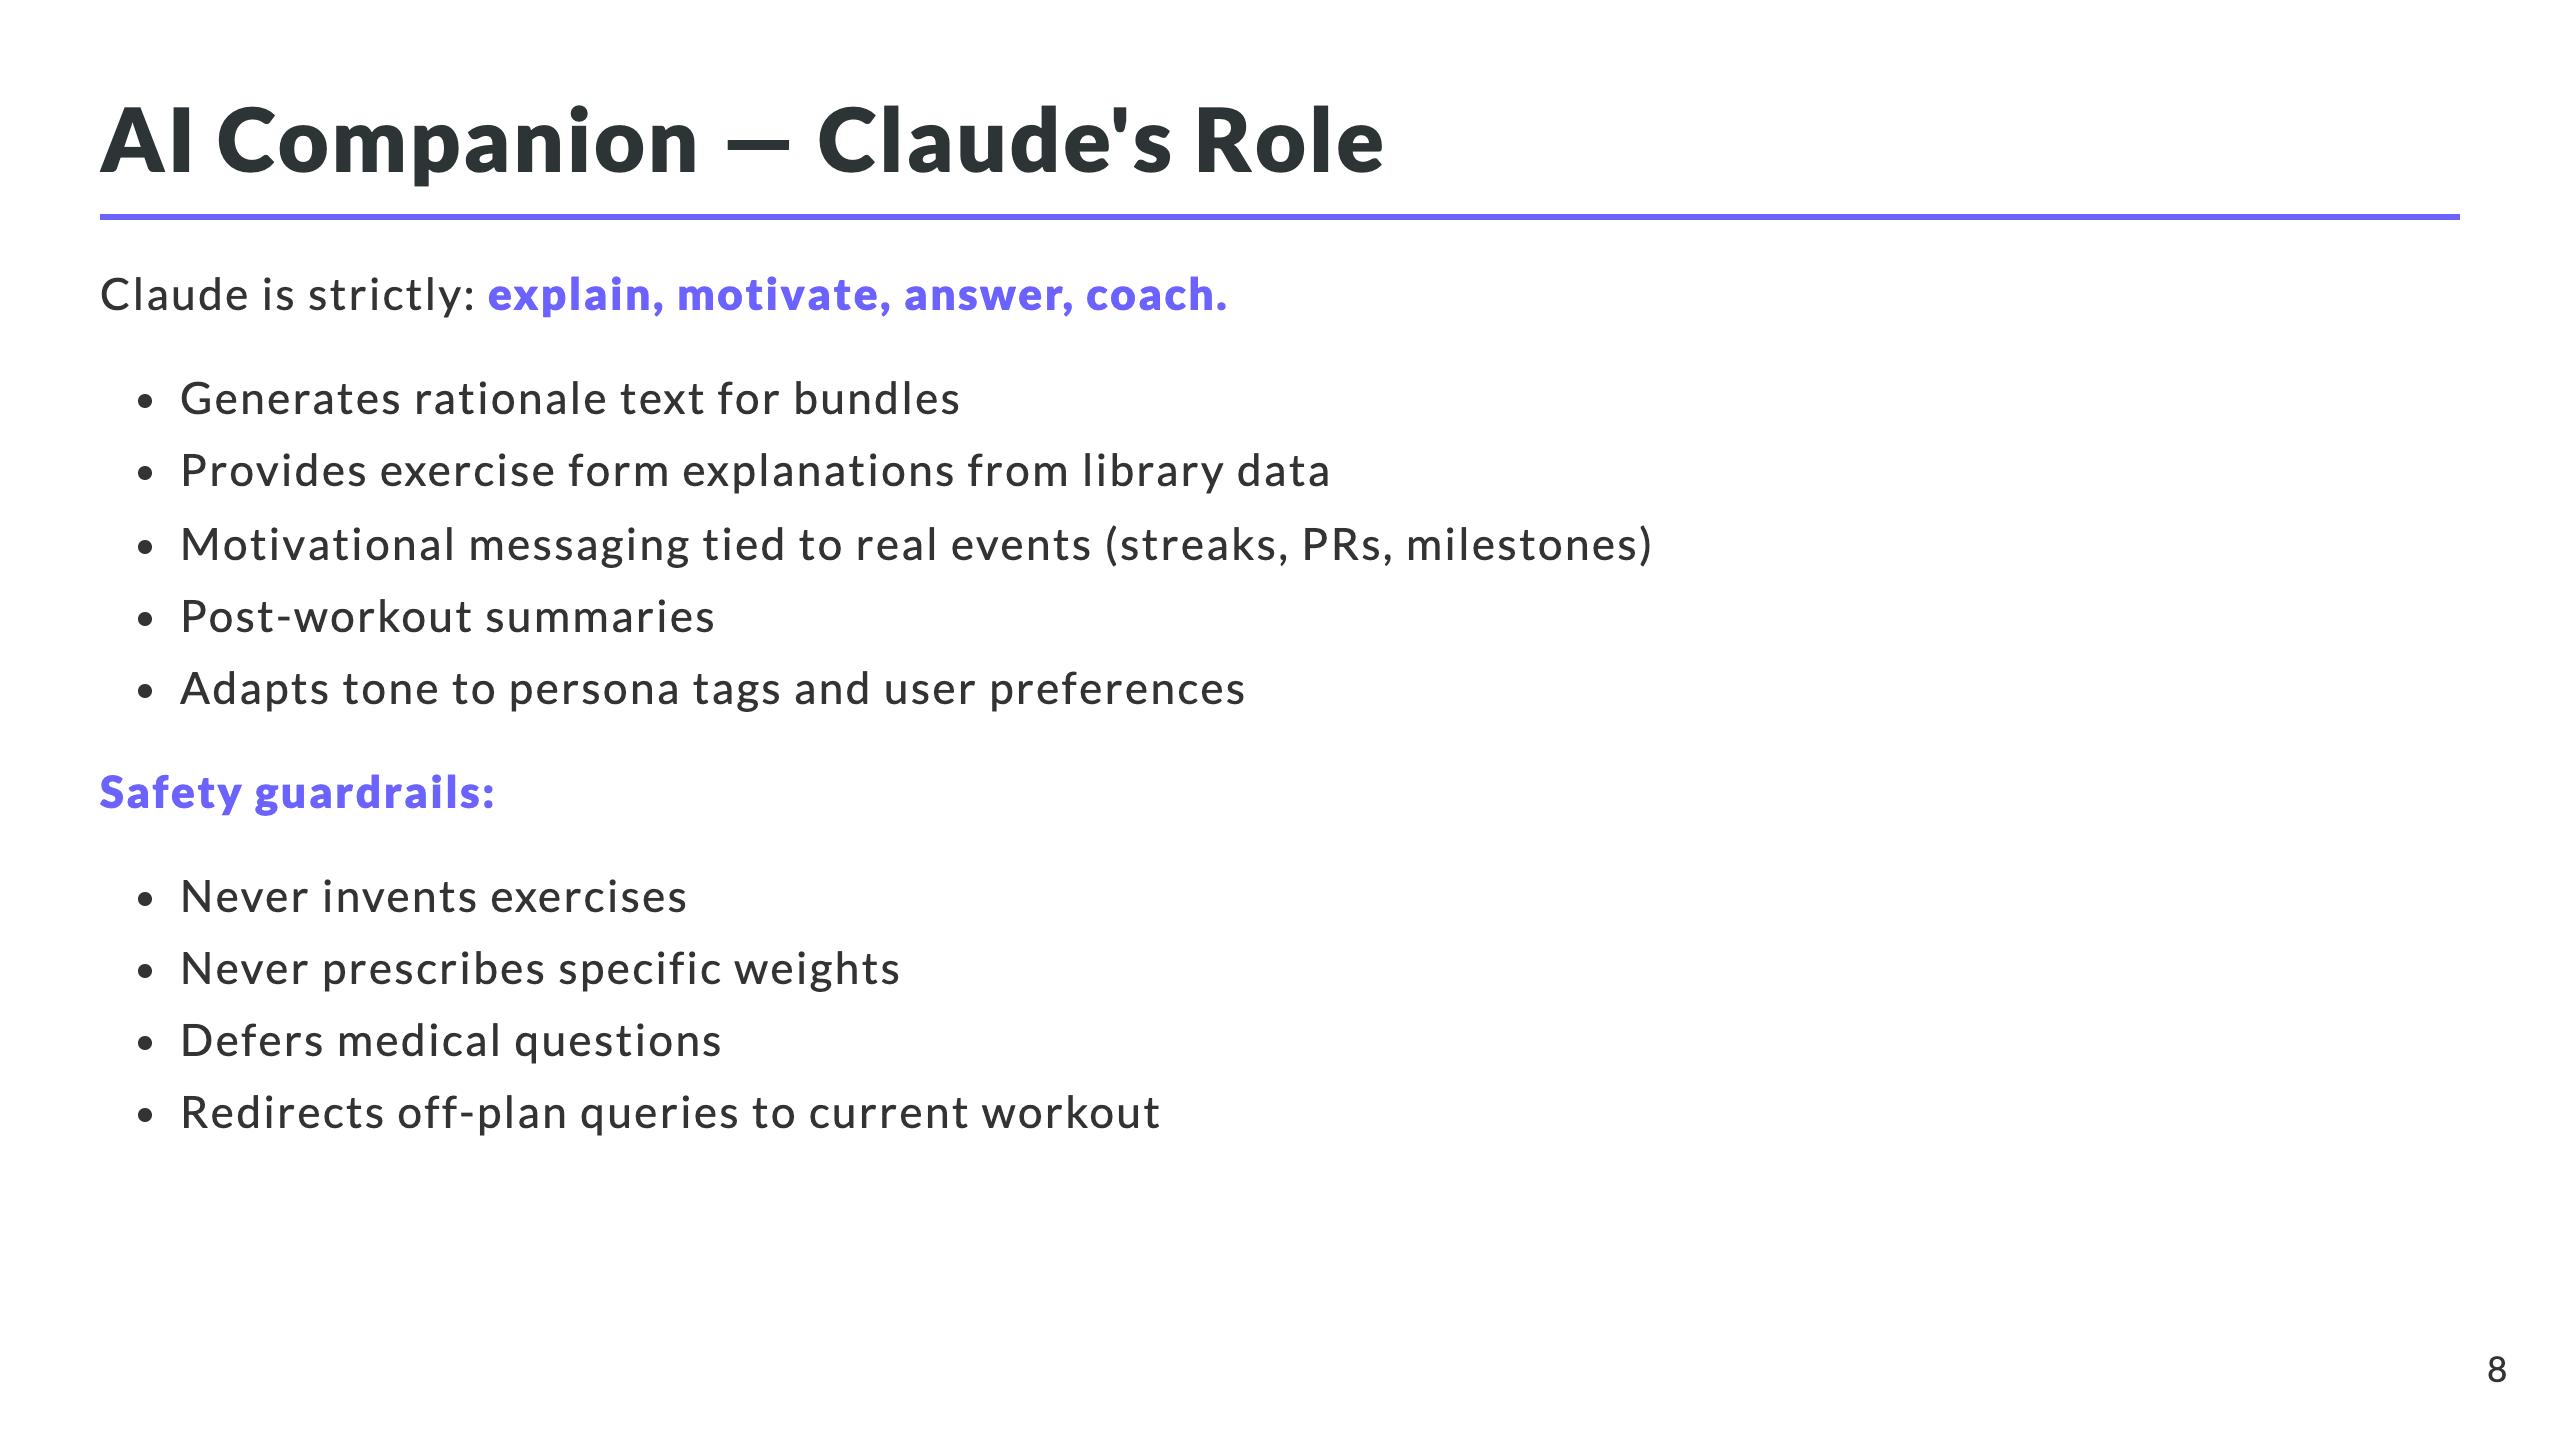 AI Companion — Claude's Role
Claude is strictly: explain, motivate, answer, coach.
• Generates rationale text for bundles
• Provides exercise form explanations from library data
• Motivational messaging tied to real events (streaks, PRs, milestones)
• Post-workout summaries
• Adapts tone to persona tags and user preferences
Safety guardrails:
• Never invents exercises
• Never prescribes specific weights
• Defers medical questions
• Redirects off-plan queries to current workout
8